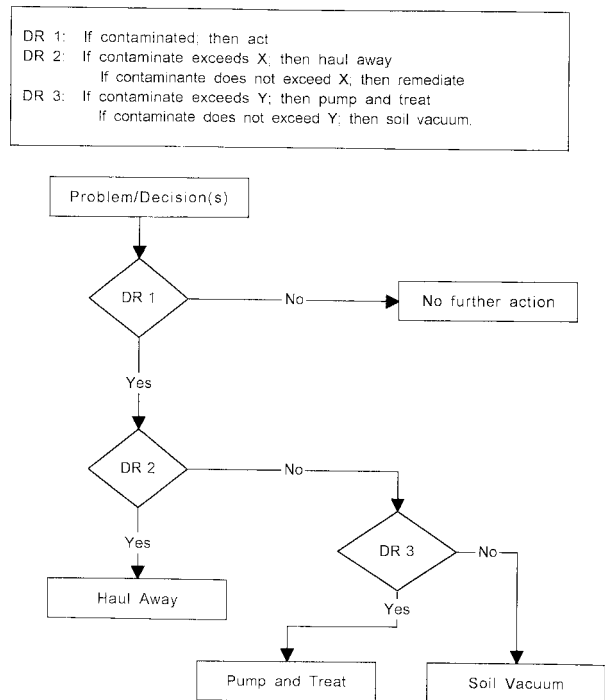 DR 1: If contaminated; then act
DR 2: If contaminate exceeds X; then haul away
If contaminante does not exceed X; then remediate
DR 3: If contaminate exceeds Y; then pump and treat
If contaminate does not exceed Y; then soil vacuum.
Problem/Decision(s)
DR 1
No
No further action
Yes
DR 2
No
Yes
DR 3
No
Haul Away
Yes
Pump and Treat
Soil Vacuum